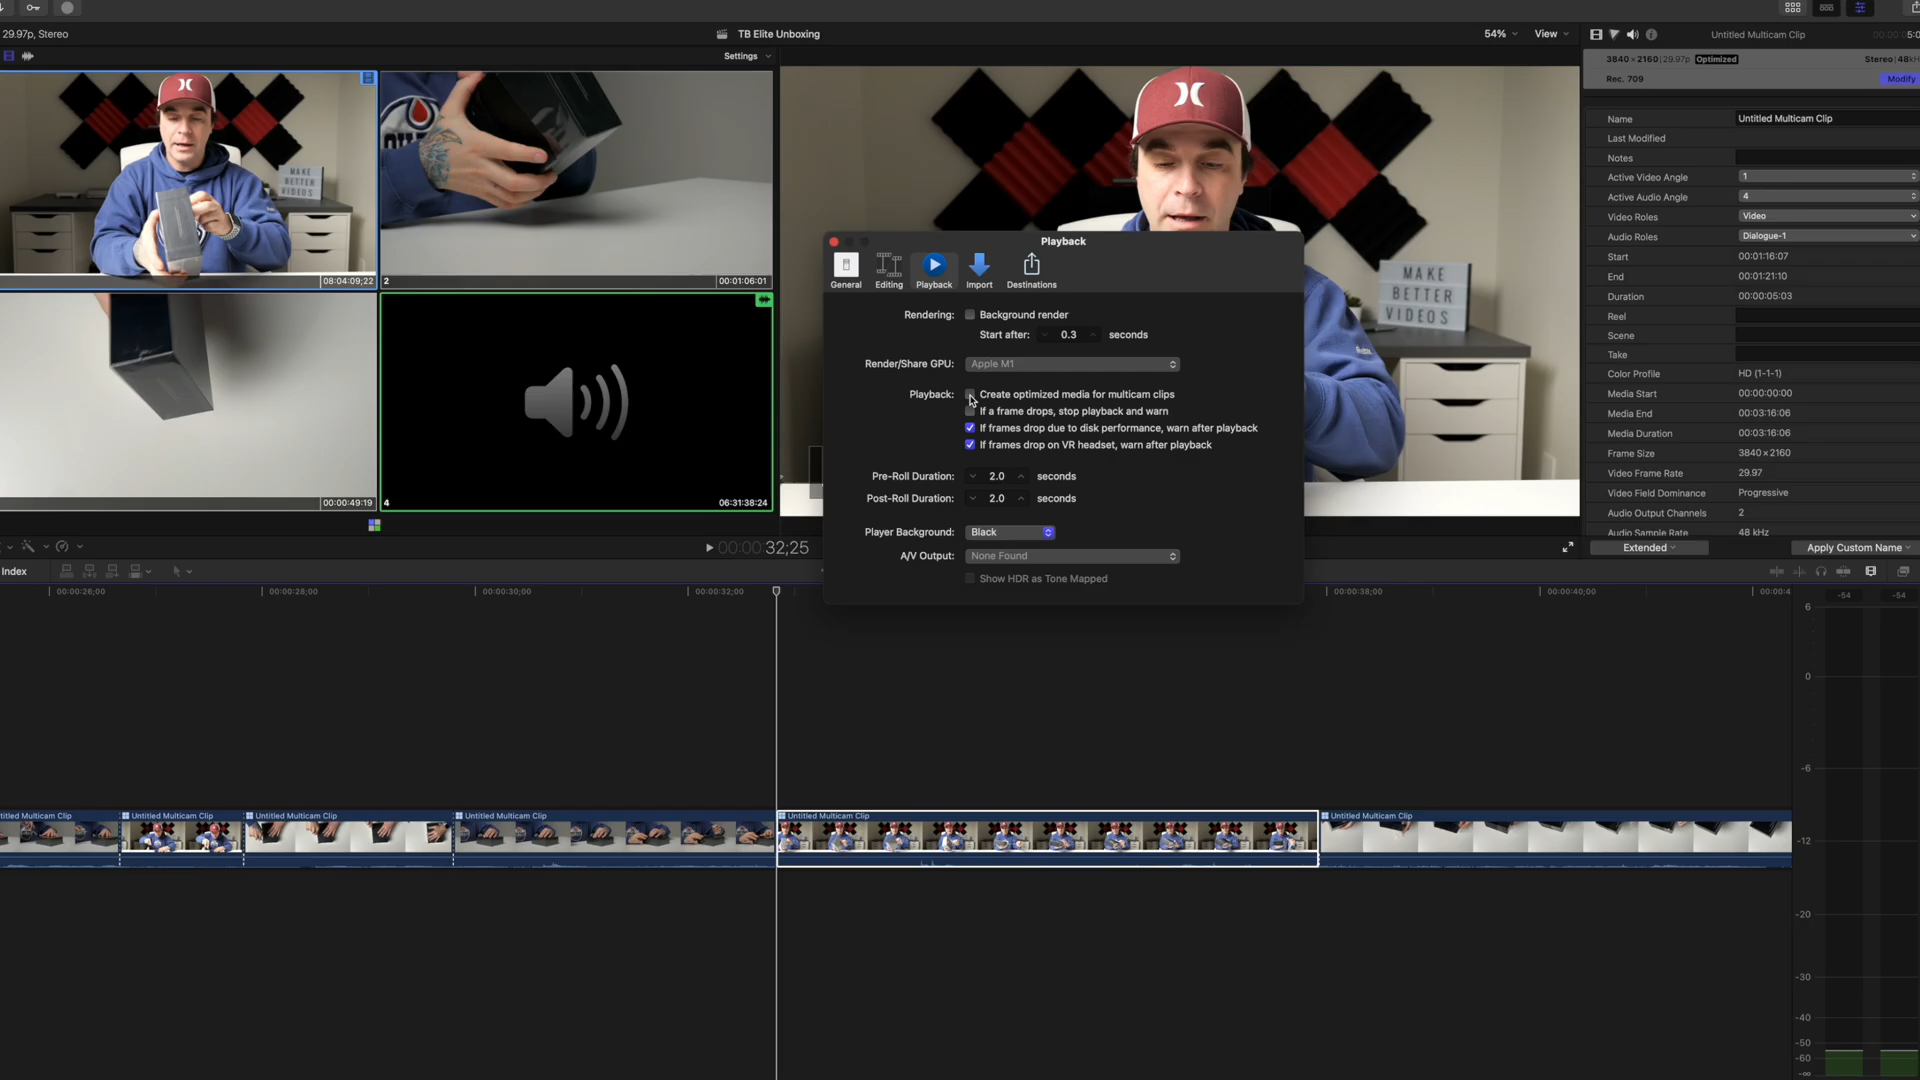 29.97p, Stereo
TB Elite Unboxing
54%
View
Untitled Multicam Clip
Settings
3840 × 2160 | 29.97p Optimized
Stereo | 48kH
Rec. 709
Modify
MAKE
BETTER
VIDEOS
08:04:09;22
2
00:01:06:01
00:00:49:19
4
06:31:38:24
MAKE
BETTER
VIDEOS
Playback
General
Editing
Playback
Import
Destinations
Rendering:
Background render
Start after:
0.3
seconds
Render/Share GPU:
Apple M1
Playback:
Create optimized media for multicam clips
If a frame drops, stop playback and warn
If frames drop due to disk performance, warn after playback
If frames drop on VR headset, warn after playback
Pre-Roll Duration:
2.0
seconds
Post-Roll Duration:
2.0
seconds
Player Background:
Black
A/V Output:
None Found
Show HDR as Tone Mapped
Name
Untitled Multicam Clip
Last Modified
Notes
Active Video Angle
1
Active Audio Angle
4
Video Roles
Video
Audio Roles
Dialogue-1
Start
00:01:16:07
End
00:01:21:10
Duration
00:00:05:03
Reel
Scene
Take
Color Profile
HD (1-1-1)
Media Start
00:00:00:00
Media End
00:03:16:06
Media Duration
00:03:16:06
Frame Size
3840×2160
Video Frame Rate
29.97
Video Field Dominance
Progressive
Audio Output Channels
2
Audio Sample Rate
48 kHz
Extended
Apply Custom Name
00:00:32;25
Index
00:00:26;00
00:00:28;00
00:00:30;00
00:00:32;00
00:00:38;00
00:00:40;00
00:00:4
-54
-54
6
0
-6
-12
-20
-30
-40
-50
-60
-∞
titled Multicam Clip
Untitled Multicam Clip
Untitled Multicam Clip
Untitled Multicam Clip
Untitled Multicam Clip
Untitled Multicam Clip